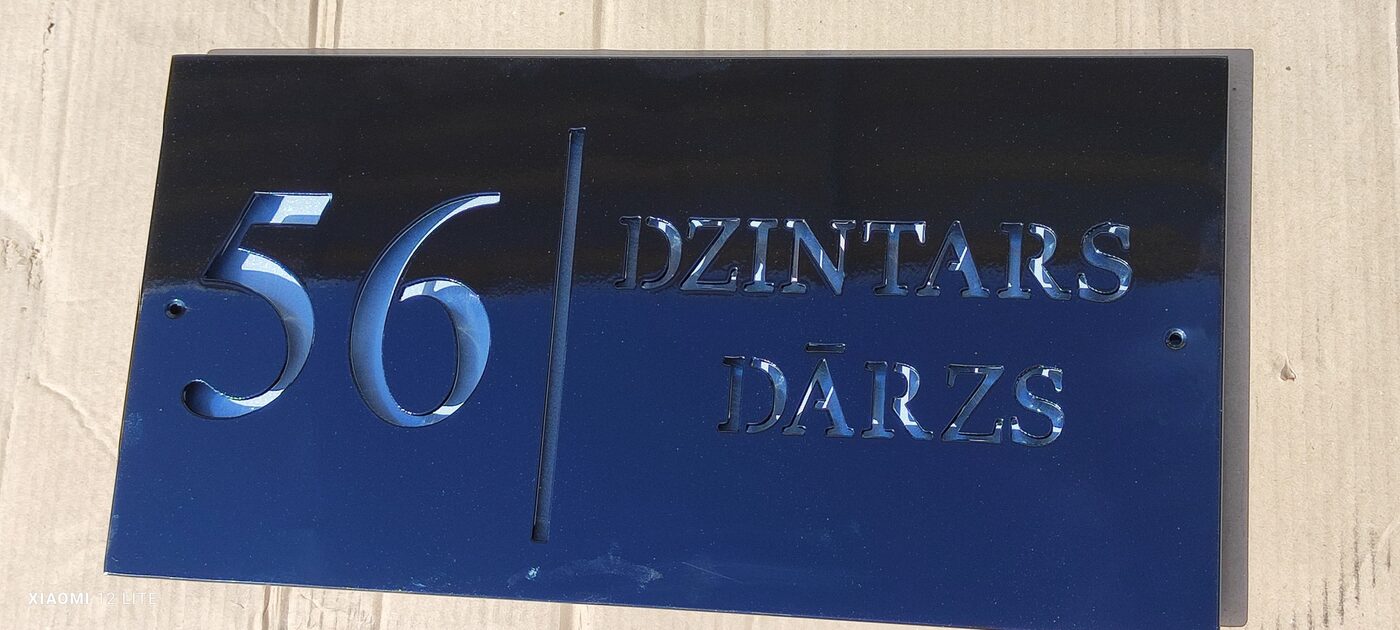 56
DZINTARS
DĀRZS
XIAOMI 12 LITE